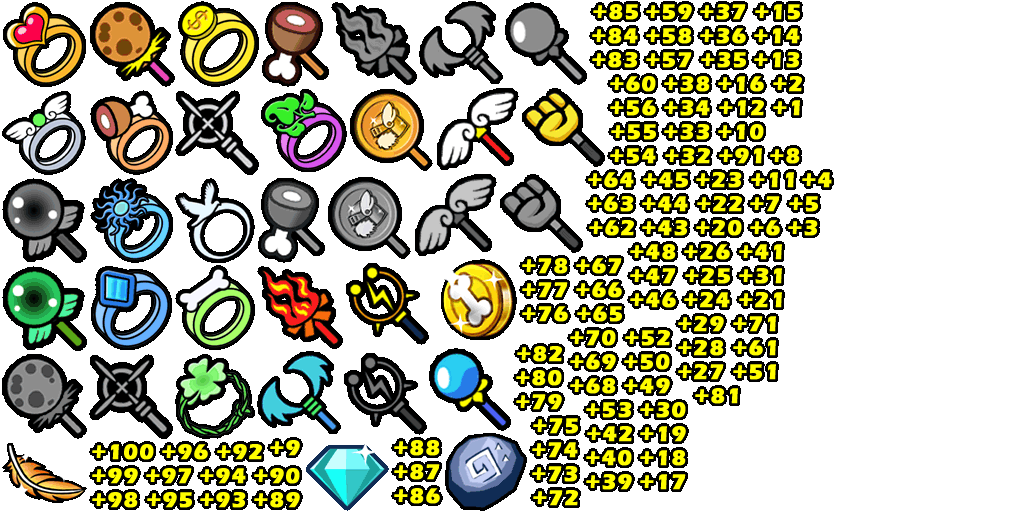 +85 +59 +37 +15
+84 +58 +36 +14
+83 +57 +35 +13
+60 +38 +16 +2
+56 +34 +12 +1
+55 +33 +10
+54 +32 +91 +8
+64 +45 +23 +11 +4
+63 +44 +22 +7 +5
+62 +43 +20 +6 +3
+48 +26 +41
+78 +67 +47 +25 +31
+77 +66 +46 +24 +21
+76 +65 +29 +71
+70 +52 +28 +61
+82 +69 +50 +27 +51
+80 +68 +49 +81
+79 +53 +30
+75 +42 +19
+74 +40 +18
+73 +39 +17
+72
+100 +96 +92 +9
+99 +97 +94 +90
+98 +95 +93 +89
+88
+87
+86
$